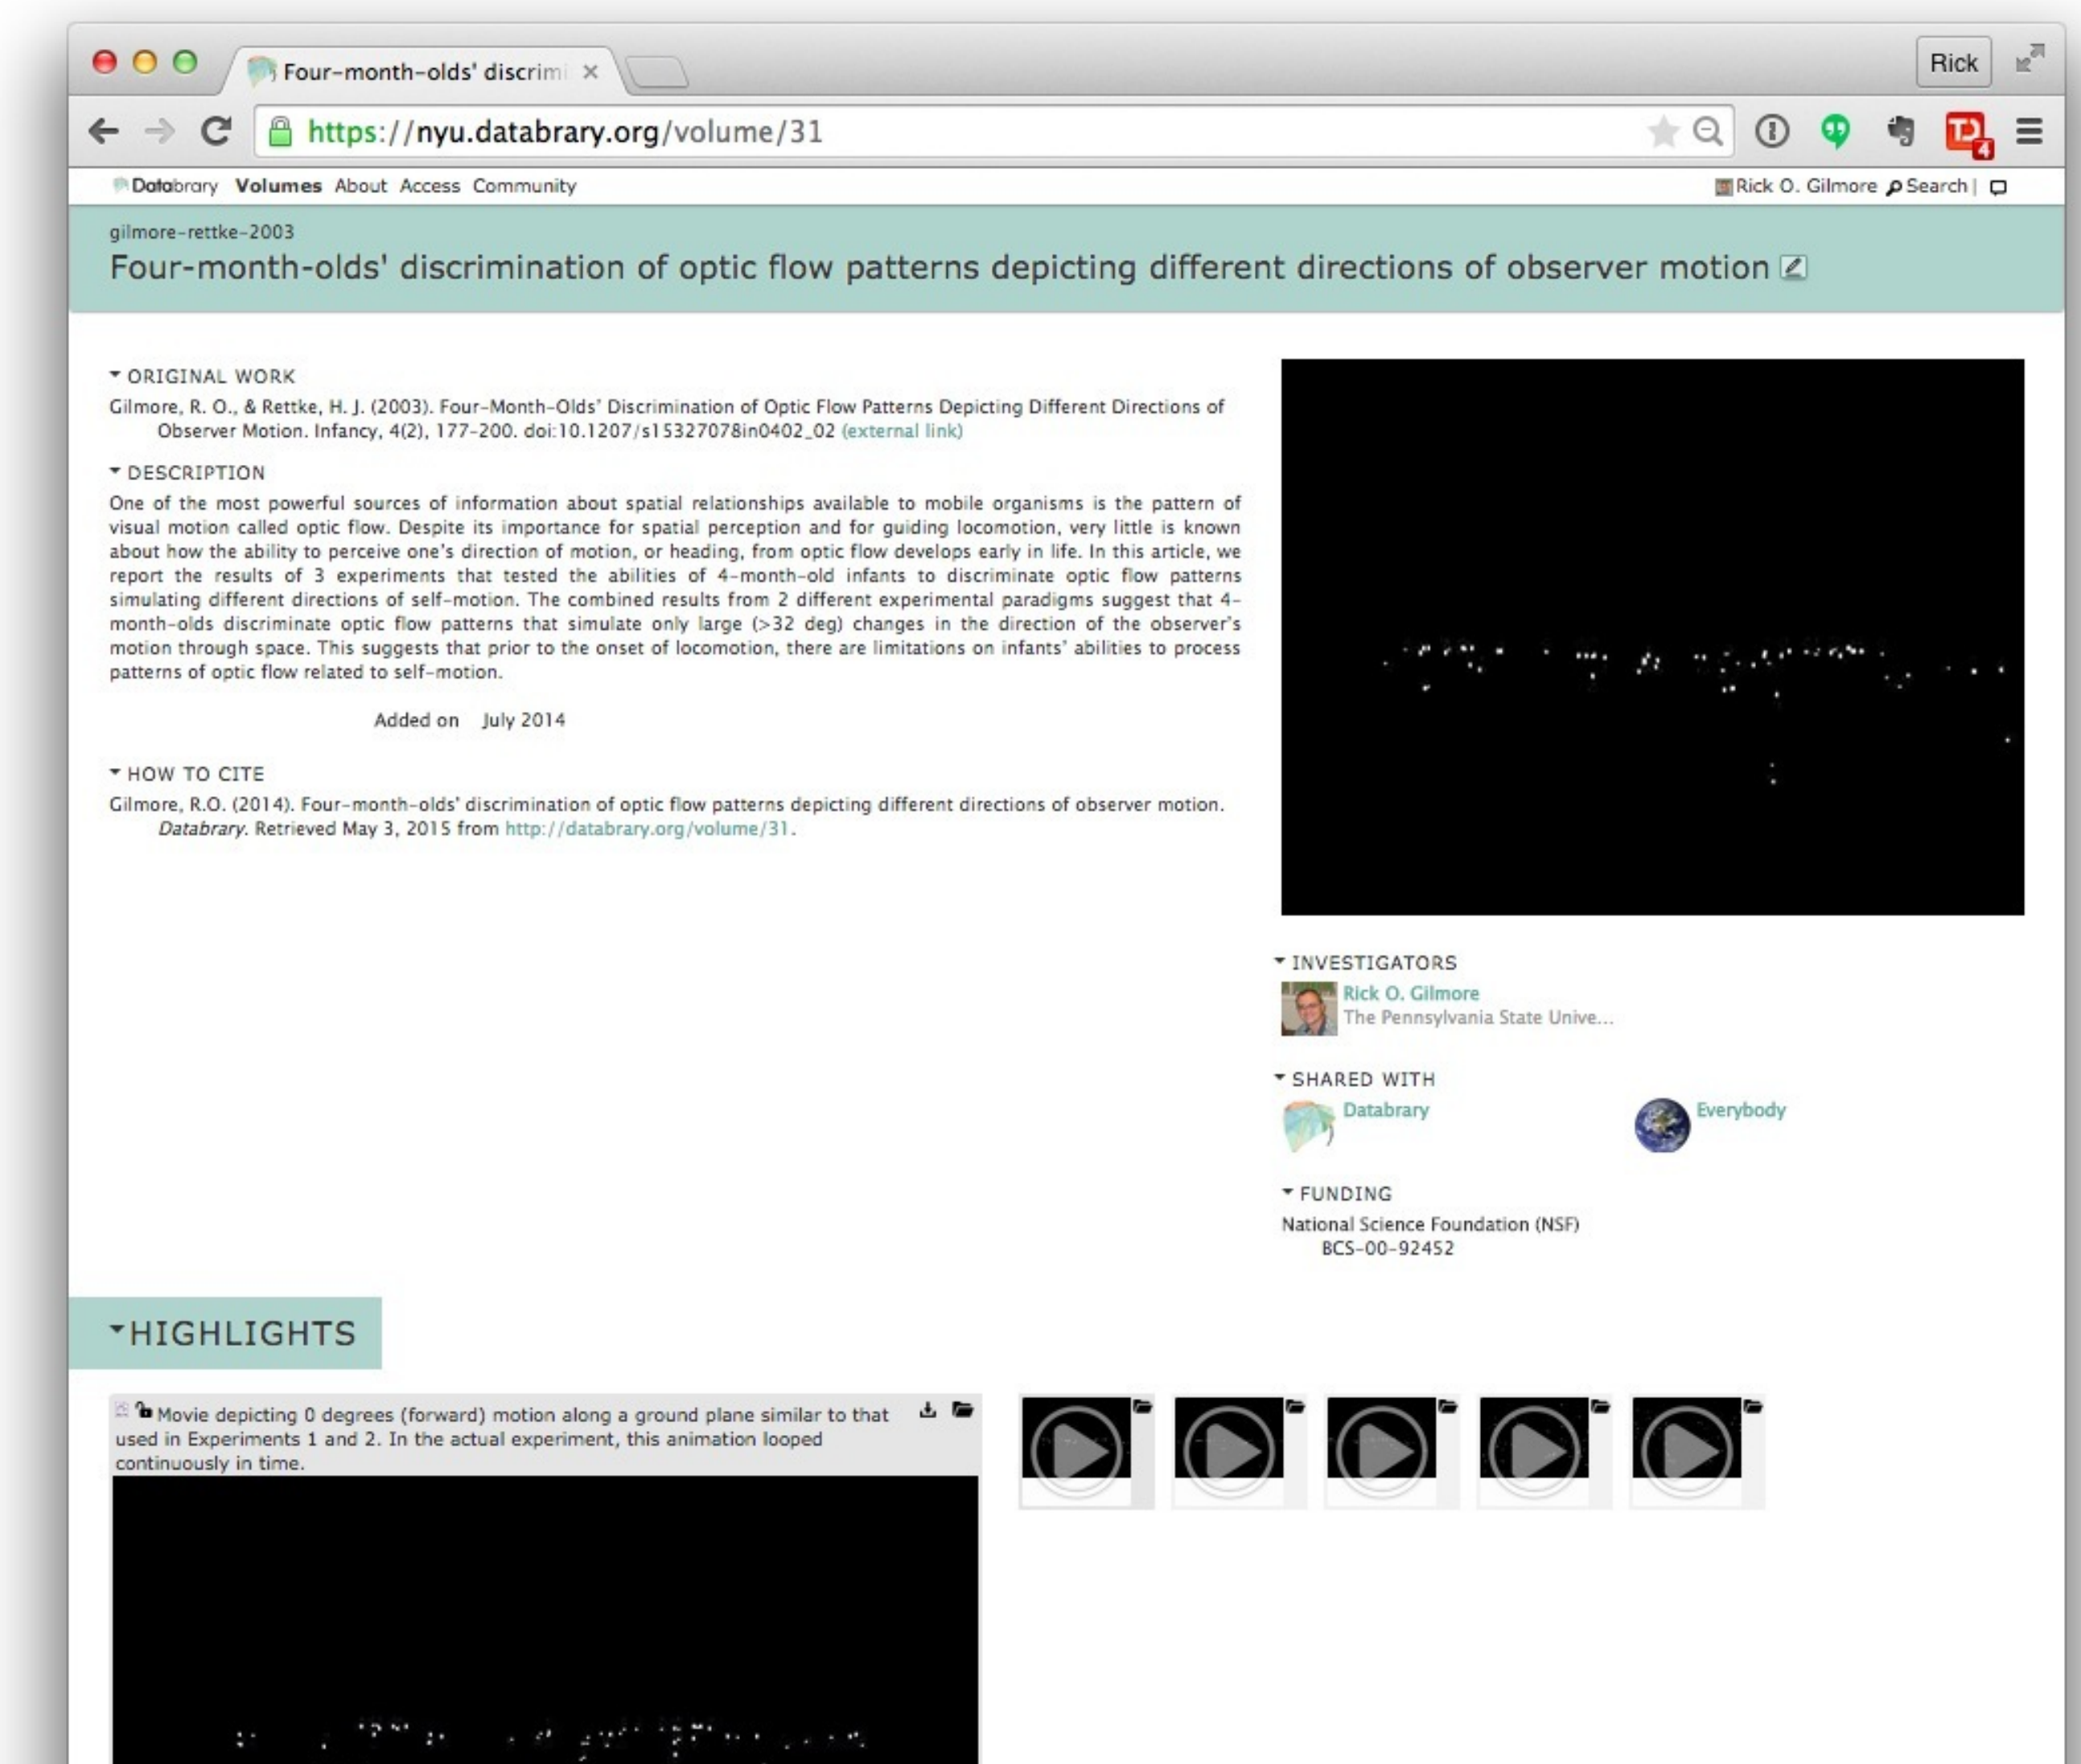 Four-month-olds' discrim
Rick
https://nyu.databrary.org/volume/31
4
Databrary Volumes About Access Community
Rick O. Gilmore Search |
gilmore-rettke-2003
Four-month-olds' discrimination of optic flow patterns depicting different directions of observer motion
ORIGINAL WORK
Gilmore, R. O., & Rettke, H. J. (2003). Four-Month-Olds' Discrimination of Optic Flow Patterns Depicting Different Directions of
Observer Motion. Infancy, 4(2), 177-200. doi:10.1207/s15327078in0402_02 (external link)
DESCRIPTION
One of the most powerful sources of information about spatial relationships available to mobile organisms is the pattern of
visual motion called optic flow. Despite its importance for spatial perception and for guiding locomotion, very little is known
about how the ability to perceive one's direction of motion, or heading, from optic flow develops early in life. In this article, we
report the results of 3 experiments that tested the abilities of 4-month-old infants to discriminate optic flow patterns
simulating different directions of self-motion. The combined results from 2 different experimental paradigms suggest that 4-
month-olds discriminate optic flow patterns that simulate only large (>32 deg) changes in the direction of the observer's
motion through space. This suggests that prior to the onset of locomotion, there are limitations on infants' abilities to process
patterns of optic flow related to self-motion.
Added on July 2014
HOW TO CITE
Gilmore, R.O. (2014). Four-month-olds' discrimination of optic flow patterns depicting different directions of observer motion.
Databrary. Retrieved May 3, 2015 from http://databrary.org/volume/31.
INVESTIGATORS
Rick O. Gilmore
The Pennsylvania State Unive...
SHARED WITH
Databrary
Everybody
FUNDING
National Science Foundation (NSF)
BCS-00-92452
HIGHLIGHTS
Movie depicting 0 degrees (forward) motion along a ground plane similar to that
used in Experiments 1 and 2. In the actual experiment, this animation looped
continuously in time.